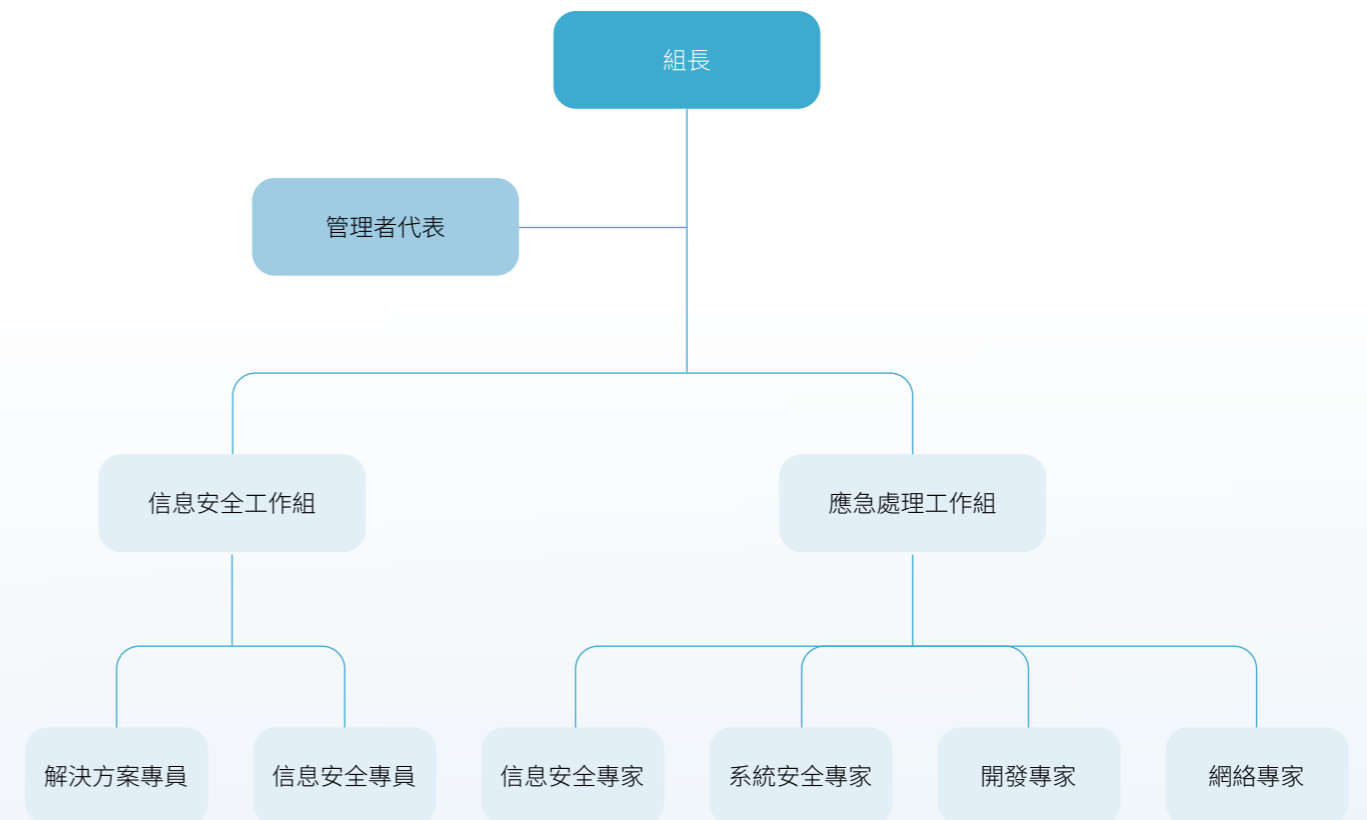 組長
管理者代表
信息安全工作組
應急處理工作組
解決方案專員
信息安全專員
信息安全專家
系統安全專家
開發專家
網絡專家